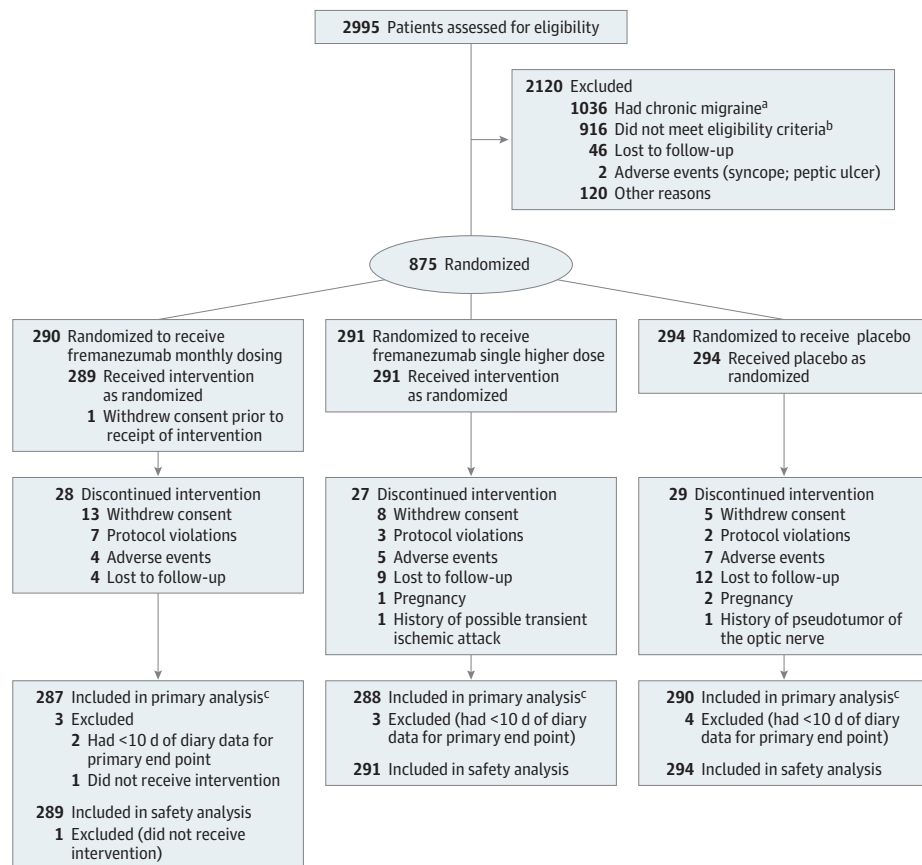 2995 Patients assessed for eligibility
2120 Excluded
1036 Had chronic migraineᵃ
916 Did not meet eligibility criteriaᵇ
46 Lost to follow-up
2 Adverse events (syncope; peptic ulcer)
120 Other reasons
875 Randomized
290 Randomized to receive
fremanezumab monthly dosing
289 Received intervention
as randomized
1 Withdrew consent prior to
receipt of intervention
291 Randomized to receive
fremanezumab single higher dose
291 Received intervention
as randomized
294 Randomized to receive placebo
294 Received placebo as
randomized
28 Discontinued intervention
13 Withdrew consent
7 Protocol violations
4 Adverse events
4 Lost to follow-up
27 Discontinued intervention
8 Withdrew consent
3 Protocol violations
5 Adverse events
9 Lost to follow-up
1 Pregnancy
1 History of possible transient
ischemic attack
29 Discontinued intervention
5 Withdrew consent
2 Protocol violations
7 Adverse events
12 Lost to follow-up
2 Pregnancy
1 History of pseudotumor of
the optic nerve
287 Included in primary analysisᶜ
3 Excluded
2 Had <10 d of diary data for
primary end point
1 Did not receive intervention
289 Included in safety analysis
1 Excluded (did not receive
intervention)
288 Included in primary analysisᶜ
3 Excluded (had <10 d of diary
data for primary end point)
291 Included in safety analysis
290 Included in primary analysisᶜ
4 Excluded (had <10 d of diary
data for primary end point)
294 Included in safety analysis